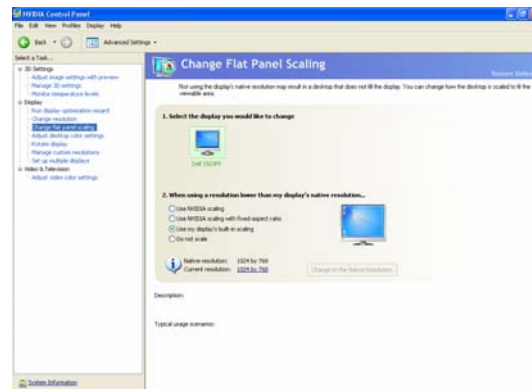 NVIDIA Control Panel
File Edit View Profiles Display Help
Back
Advanced Settings
Select a Task...
3D Settings
Adjust image settings with preview
Manage 3D settings
Monitor temperature levels
Display
Run display optimization wizard
Change resolution
Change flat panel scaling
Adjust desktop color settings
Rotate display
Manage custom resolutions
Set up multiple displays
Video & Television
Adjust video color settings
System Information
Change Flat Panel Scaling
Restore Defaul
Not using the display's native resolution may result in a desktop that does not fill the display. You can change how the desktop is scaled to fill the
viewable area.
1. Select the display you would like to change
2. When using a resolution lower than my display's native resolution...
Use NVIDIA scaling
Use NVIDIA scaling with fixed-aspect ratio
Use my display's built-in scaling
Do not scale
Native resolution: 1024 by 768
Current resolution: 1024 by 768
Change to the Native Resolution
Description:
Typical usage scenarios: